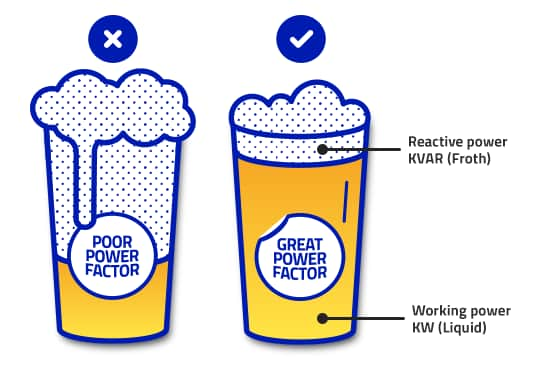 POOR
POWER
FACTOR
GREAT
POWER
FACTOR
Reactive power
KVAR (Froth)
Working power
KW (Liquid)